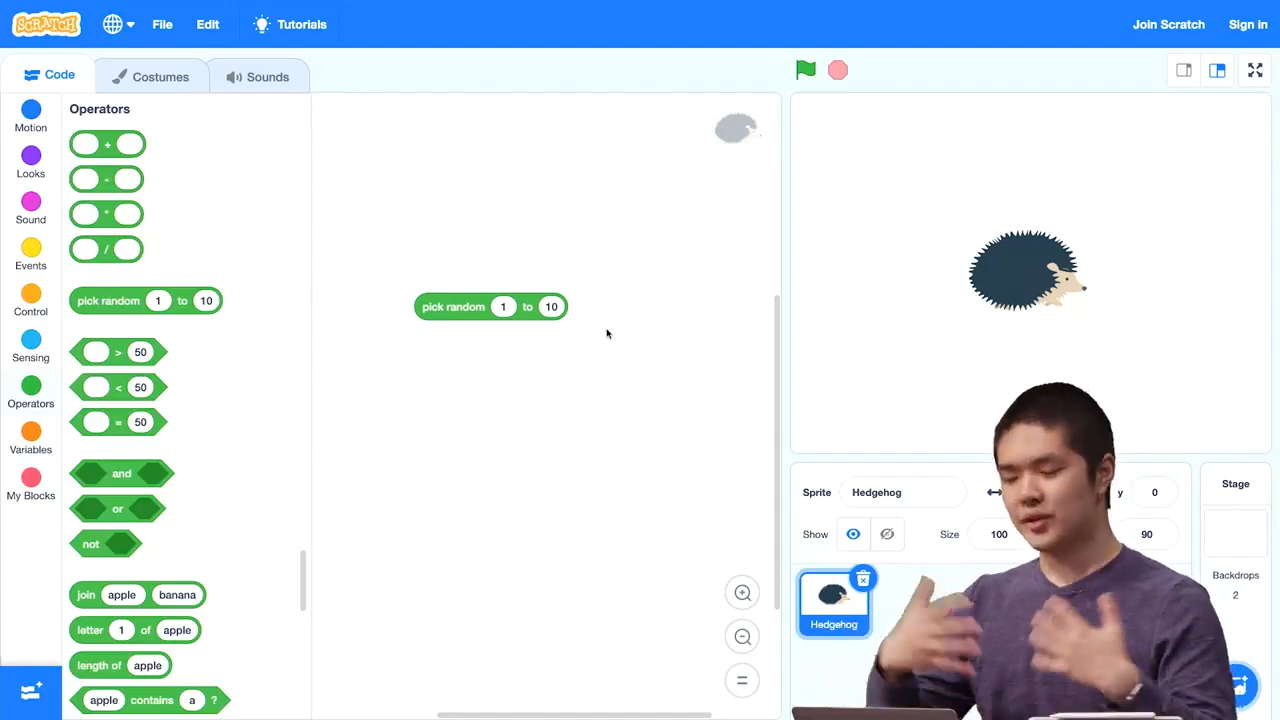 SCRATCH File Edit Tutorials Join Scratch Sign in
Code Costumes Sounds
Motion
Looks
Sound
Events
Control
Sensing
Operators
Variables
My Blocks
Operators
+
-
*
/
pick random 1 to 10
> 50
< 50
= 50
and
or
not
join apple banana
letter 1 of apple
length of apple
apple contains a ?
pick random 1 to 10
Sprite Hedgehog y 0
Show Size 100 90
Hedgehog
Stage
Backdrops
2